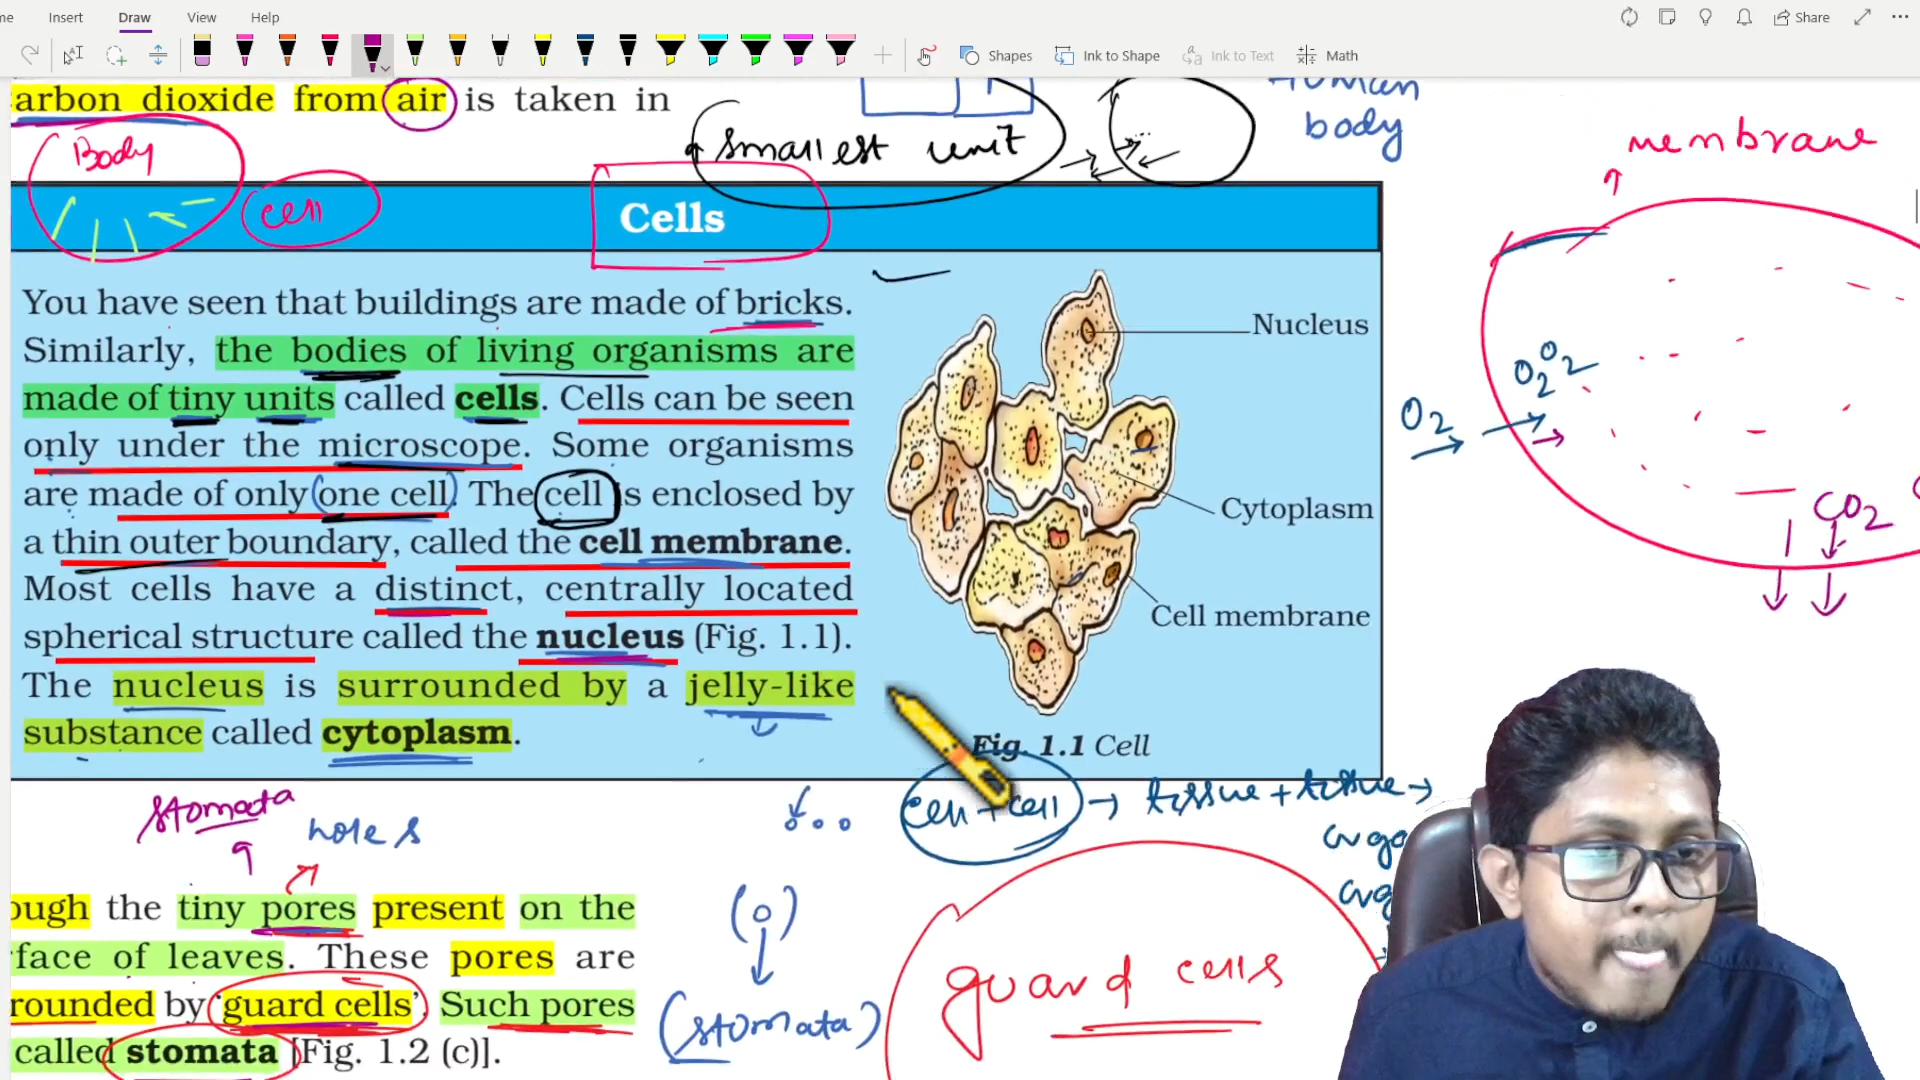 Insert Draw View Help
Share
Shapes Ink to Shape Ink to Text Math
arbon dioxide from air is taken in
body
membrane
smallest unit
Body
cell
Cells
You have seen that buildings are made of bricks.
Similarly, the bodies of living organisms are
made of tiny units called cells. Cells can be seen
only under the microscope. Some organisms
are made of only one cell. The cell is enclosed by
a thin outer boundary, called the cell membrane.
Most cells have a distinct, centrally located
spherical structure called the nucleus (Fig. 1.1).
The nucleus is surrounded by a jelly-like
substance called cytoplasm.
Nucleus
Cytoplasm
Cell membrane
Fig. 1.1 Cell
O2
O2
CO2
cell + cell → tissue + tissue →
stomata
holes
ough the tiny pores present on the
face of leaves. These pores are
rounded by 'guard cells'. Such pores
called stomata [Fig. 1.2 (c)].
(stomata)
guard cells